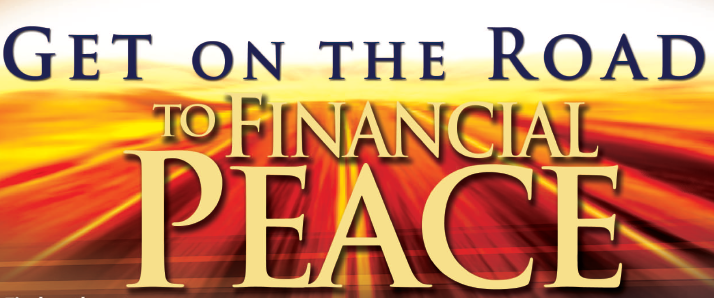 GET ON THE ROAD
TO FINANCIAL
PEACE